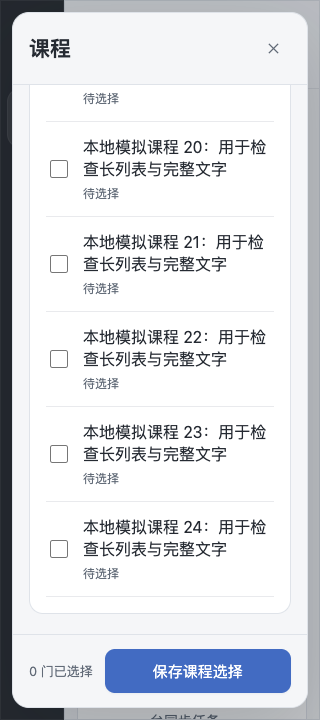 课程
待选择
本地模拟课程 20：用于检
查长列表与完整文字
待选择
本地模拟课程 21：用于检
查长列表与完整文字
待选择
本地模拟课程 22：用于检
查长列表与完整文字
待选择
本地模拟课程 23：用于检
查长列表与完整文字
待选择
本地模拟课程 24：用于检
查长列表与完整文字
待选择
0 门已选择
保存课程选择